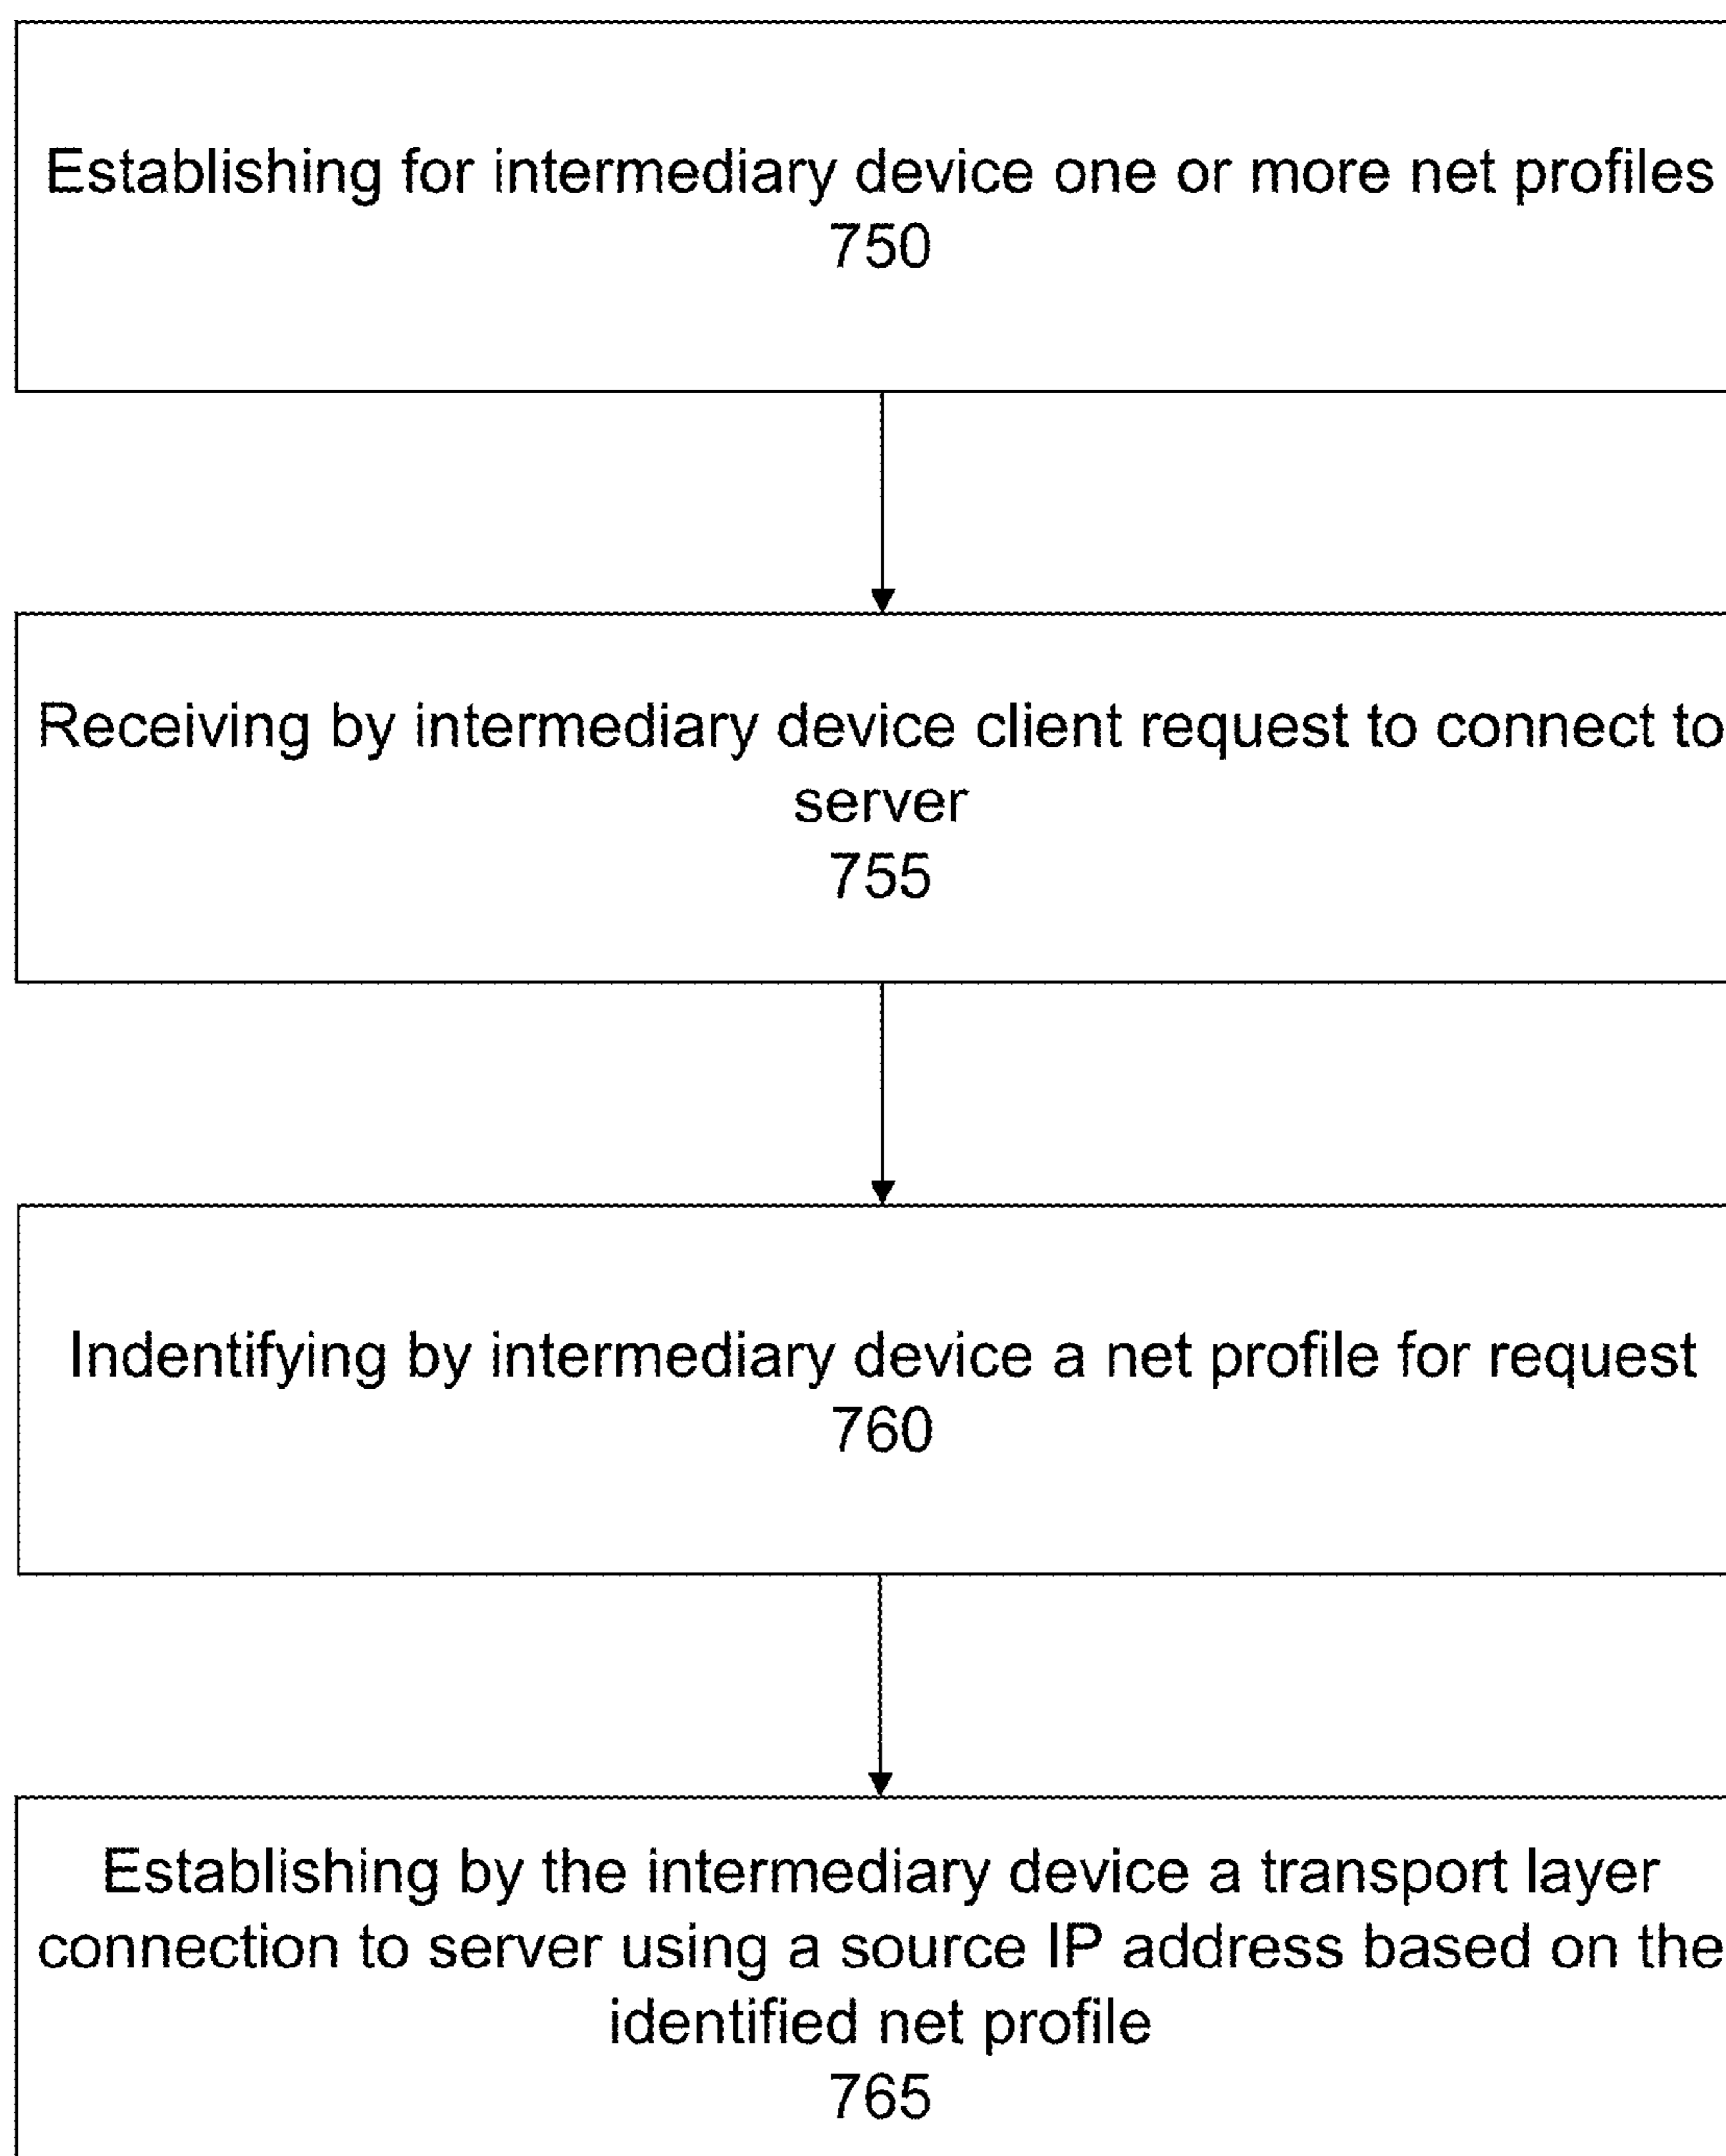 Establishing for intermediary device one or more net profiles
750
Receiving by intermediary device client request to connect to
server
755
Indentifying by intermediary device a net profile for request
760
Establishing by the intermediary device a transport layer
connection to server using a source IP address based on the
identified net profile
765